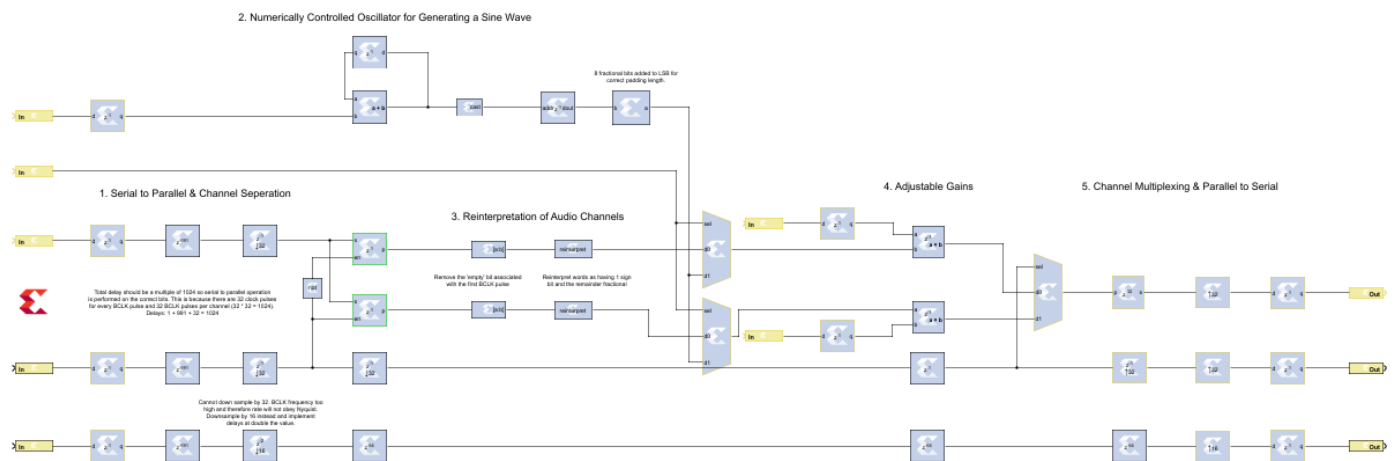 2. Numerically Controlled Oscillator for Generating a Sine Wave
8 fractional bits added to LSB for
correct padding length.
a + b
In
In
1. Serial to Parallel & Channel Seperation
3. Reinterpretation of Audio Channels
4. Adjustable Gains
5. Channel Multiplexing & Parallel to Serial
In
In
sel
d0
d1
[a:b]
reinterpret
a × b
Remove the 'empty' bit associated
with the first BCLK pulse
Reinterpret words as having 1 sign
bit and the remainder fractional
not
Total delay should be a multiple of 1024 so serial to parallel operation
is performed on the correct bits. This is because there are 32 clock pulses
for every BCLK pulse and 32 BCLK pulses per channel (32 * 32 = 1024).
Delays: 1 + 991 + 32 = 1024
sel
d0
d1
Out
[a:b]
reinterpret
sel
d0
d1
In
a × b
In
Out
Cannot down sample by 32. BCLK frequency too
high and therefore rate will not obey Nyquist.
Downsample by 16 instead and implement
delays at double the value.
In
Out